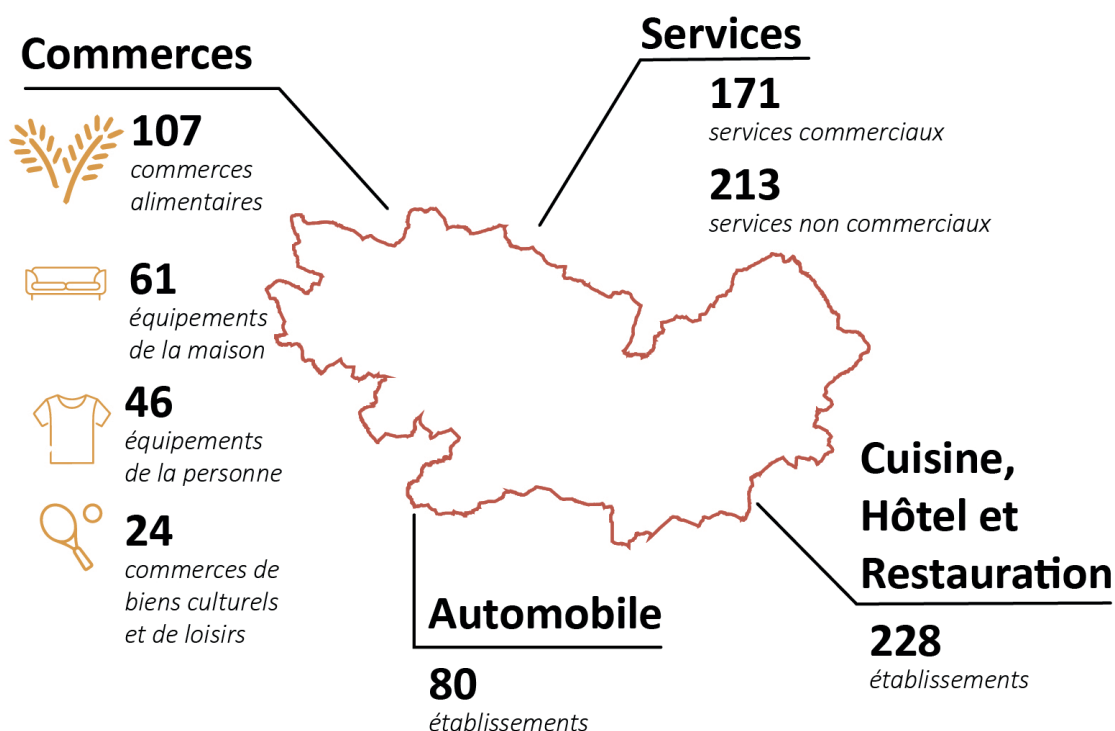 Commerces
107
commerces
alimentaires
61
équipements
de la maison
46
équipements
de la personne
24
commerces de
biens culturels
et de loisirs
Services
171
services commerciaux
213
services non commerciaux
Automobile
80
établissements
Cuisine,
Hôtel et
Restauration
228
établissements